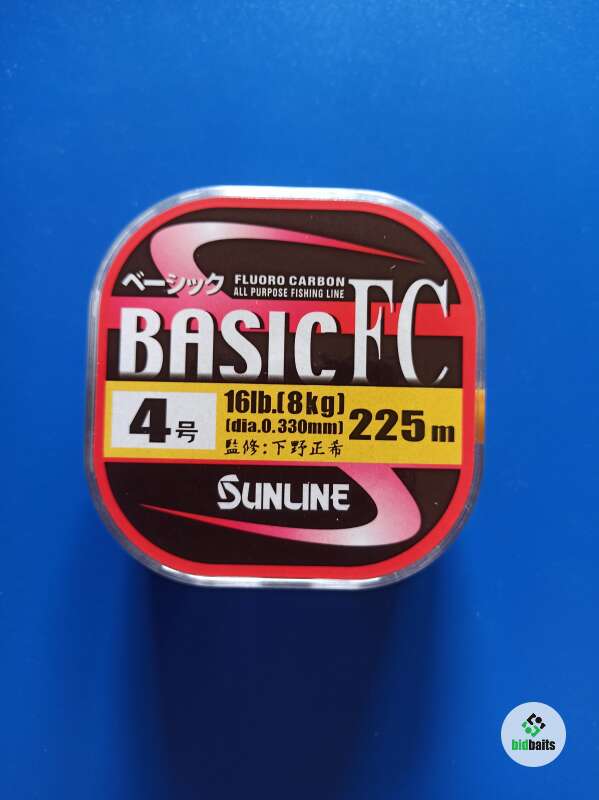 ベーシック
FLUORO CARBON
ALL PURPOSE FISHING LINE
BASIC FC
4号
16lb.(8kg)
(dia.0.330mm)
225m
監修:下野正希
SUNLINE
bidbaits